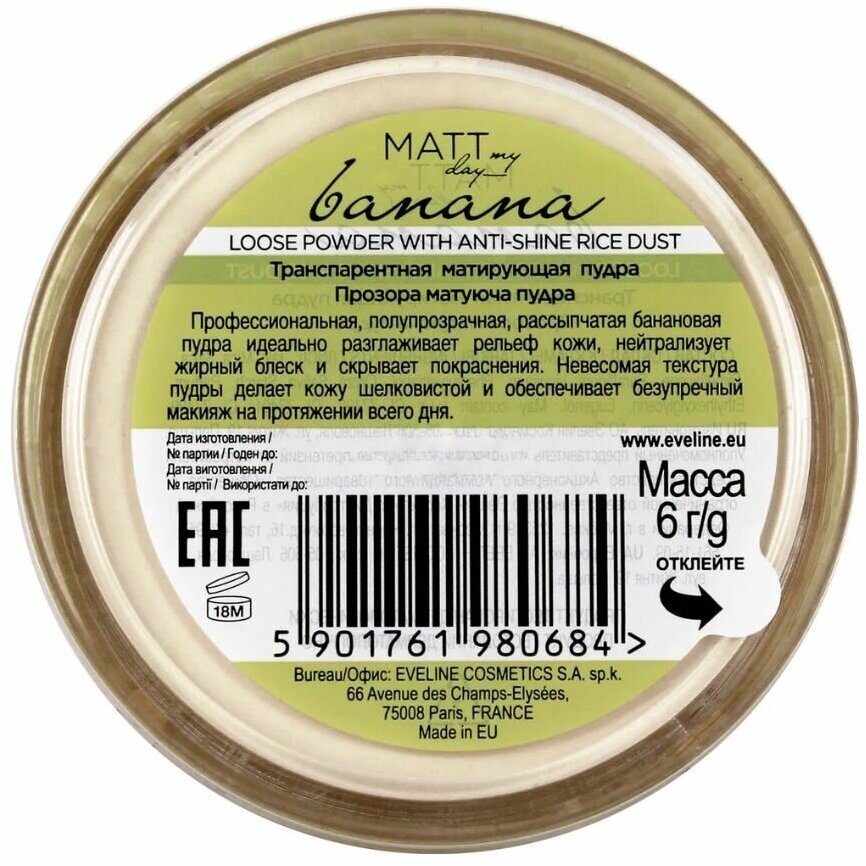 MATT my
day
banana
LOOSE POWDER WITH ANTI-SHINE RICE DUST
Транспарентная матирующая пудра
Прозора матуюча пудра
Профессиональная, полупрозрачная, рассыпчатая банановая
пудра идеально разглаживает рельеф кожи, нейтрализует
жирный блеск и скрывает покраснения. Невесомая текстура
пудры делает кожу шелковистой и обеспечивает безупречный
макияж на протяжении всего дня.
Дата изготовления /
№ партии / Годен до:
Дата виготовлення /
№ партії / Використати до:
www.eveline.eu
Масса
6 г/g
ОТКЛЕЙТЕ
EAC
18M
5 901761 980684 >
Bureau/Офис: EVELINE COSMETICS S.A. sp.k.
66 Avenue des Champs-Elysées,
75008 Paris, FRANCE
Made in EU